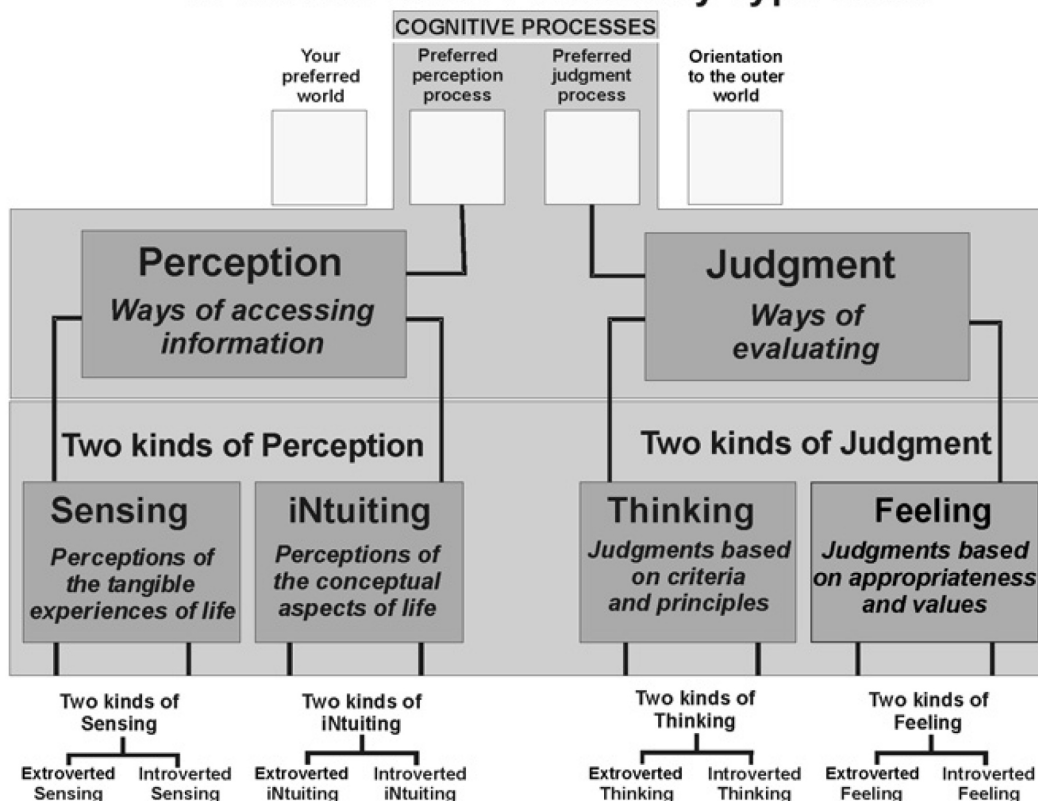 COGNITIVE PROCESSES
Your
preferred
world
Preferred
perception
process
Preferred
judgment
process
Orientation
to the outer
world
Perception
Ways of accessing
information
Judgment
Ways of
evaluating
Two kinds of Perception
Two kinds of Judgment
Sensing
Perceptions of
the tangible
experiences of life
iNtuiting
Perceptions of
the conceptual
aspects of life
Thinking
Judgments based
on criteria
and principles
Feeling
Judgments based
on appropriateness
and values
Two kinds of
Sensing
Two kinds of
iNtuiting
Two kinds of
Thinking
Two kinds of
Feeling
Extroverted
Sensing
Introverted
Sensing
Extroverted
iNtuiting
Introverted
iNtuiting
Extroverted
Thinking
Introverted
Thinking
Extroverted
Feeling
Introverted
Feeling